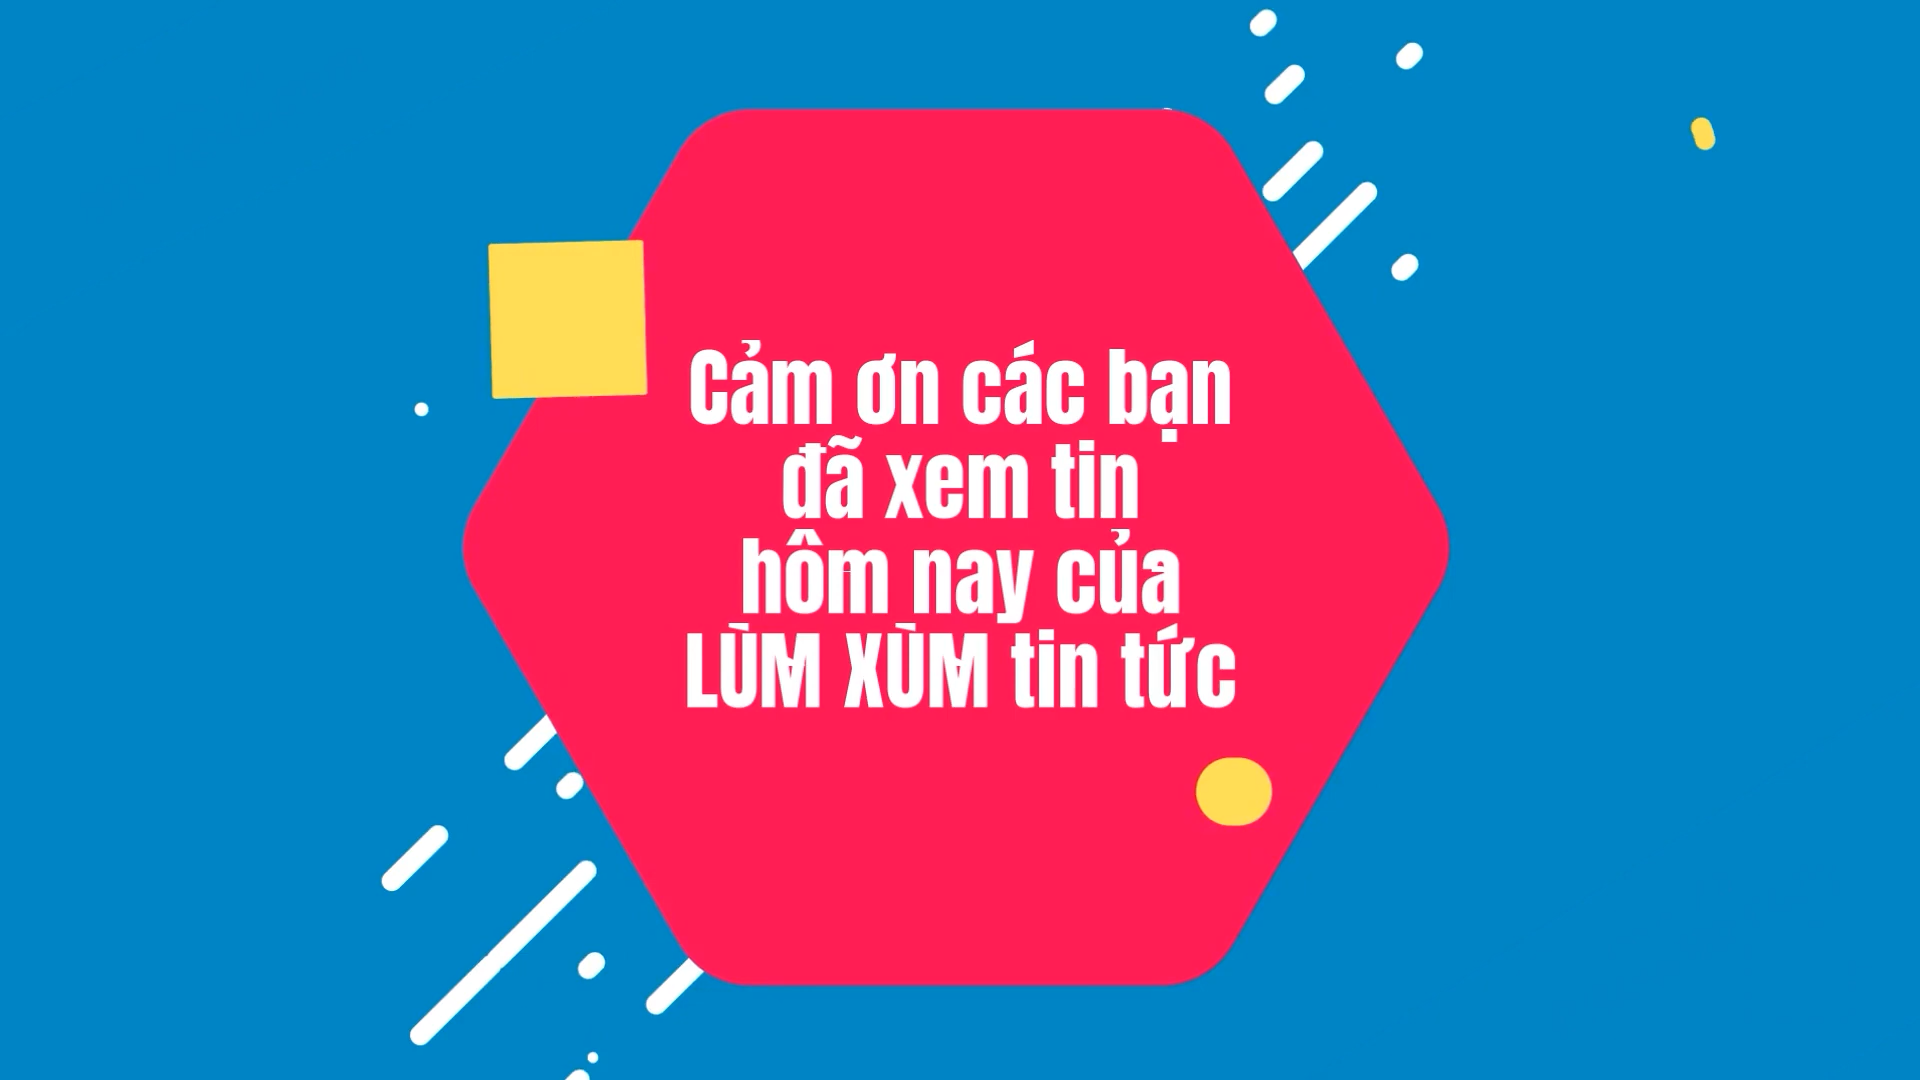 Cảm ơn các bạn
đã xem tin
hôm nay của
LÙM XÙM tin tức